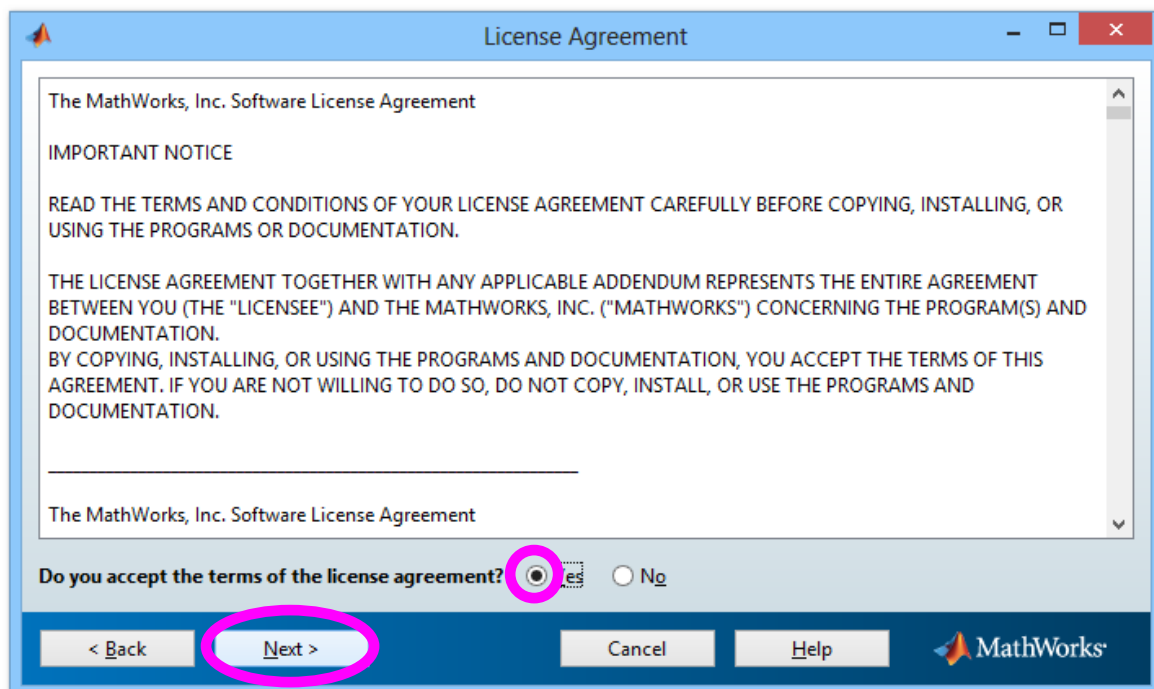 License Agreement
The MathWorks, Inc. Software License Agreement
IMPORTANT NOTICE
READ THE TERMS AND CONDITIONS OF YOUR LICENSE AGREEMENT CAREFULLY BEFORE COPYING, INSTALLING, OR
USING THE PROGRAMS OR DOCUMENTATION.
THE LICENSE AGREEMENT TOGETHER WITH ANY APPLICABLE ADDENDUM REPRESENTS THE ENTIRE AGREEMENT
BETWEEN YOU (THE "LICENSEE") AND THE MATHWORKS, INC. ("MATHWORKS") CONCERNING THE PROGRAM(S) AND
DOCUMENTATION.
BY COPYING, INSTALLING, OR USING THE PROGRAMS AND DOCUMENTATION, YOU ACCEPT THE TERMS OF THIS
AGREEMENT. IF YOU ARE NOT WILLING TO DO SO, DO NOT COPY, INSTALL, OR USE THE PROGRAMS AND
DOCUMENTATION.
The MathWorks, Inc. Software License Agreement
Do you accept the terms of the license agreement? Yes No
< Back Next > Cancel Help MathWorks